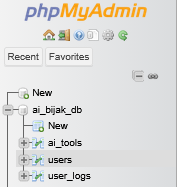 phpMyAdmin
Recent Favorites
New
ai_bijak_db
New
ai_tools
users
user_logs